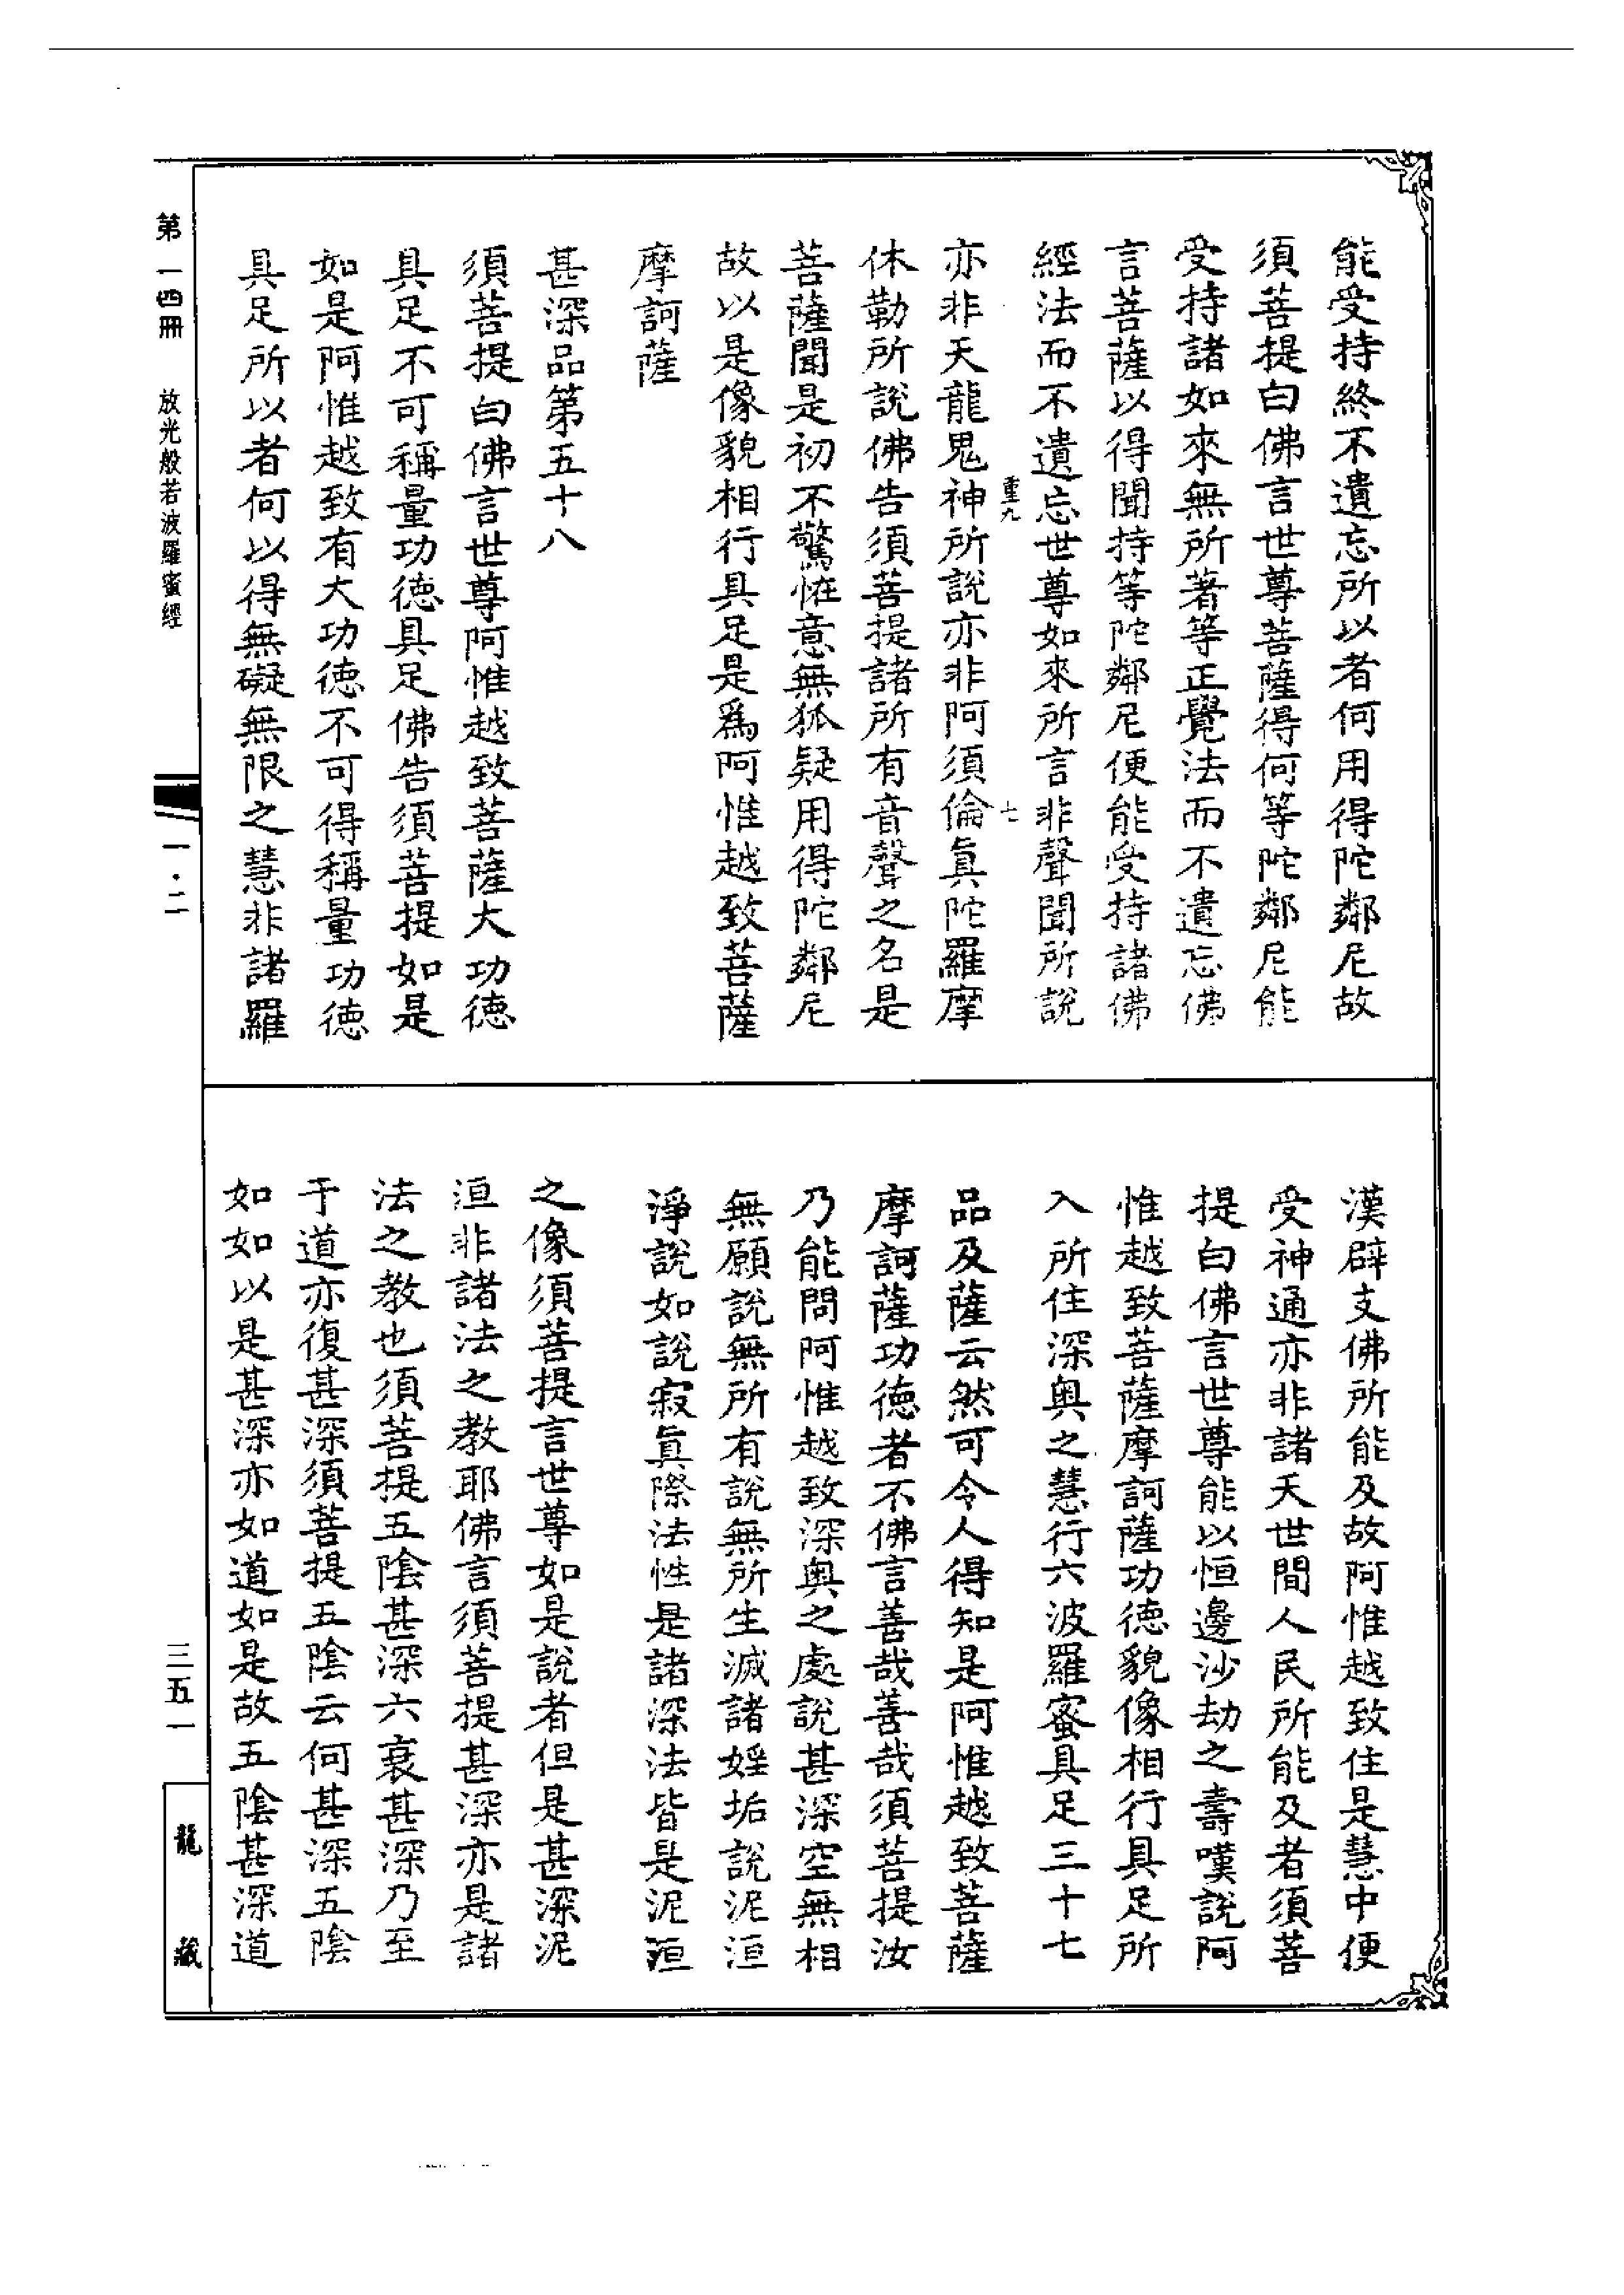 能受持終不遺忘所以者何用得陀鄰尼故
須菩提白佛言世尊菩薩得何等陀鄰尼能
受持諸如來無所著等正覺法而不遺忘佛
言菩薩以得聞持等陀鄰尼便能受持諸佛
經法而不遺忘世尊如來所言非聲聞所說
重九 七
亦非天龍鬼神所說亦非阿須倫真陀羅摩
休勒所說佛告須菩提諸所有音聲之名是
菩薩聞是初不驚恠意無狐疑用得陀鄰尼
故以是像貌相行具足是為阿惟越致菩薩
摩訶薩
甚深品第五十八
須菩提白佛言世尊阿惟越致菩薩大功德
具足不可稱量功德具足佛告須菩提如是
如是阿惟越致有大功德不可得稱量功德
具足所以者何以得無礙無限之慧非諸羅
漢辟支佛所能及故阿惟越致住是慧中便
受神通亦非諸天世間人民所能及者須菩
提白佛言世尊能以恒邊沙劫之壽嘆說阿
惟越致菩薩摩訶薩功德貌像相行具足所
入所住深奧之慧行六波羅蜜具足三十七
品及薩云然可令人得知是阿惟越致菩薩
摩訶薩功德者不佛言善哉善哉須菩提汝
乃能問阿惟越致深奧之處說甚深空無相
無願說無所有說無所生滅諸婬垢說泥洹
淨說如說寂真際法性是諸深法皆是泥洹
之像須菩提言世尊如是說者但是甚深泥
洹非諸法之教耶佛言須菩提甚深亦是諸
法之教也須菩提五陰甚深六衰甚深乃至
于道亦復甚深須菩提五陰云何甚深五陰
如如以是甚深亦如道如是故五陰甚深道
第一四冊 放光般若波羅蜜經
一·二
三五一
龍藏